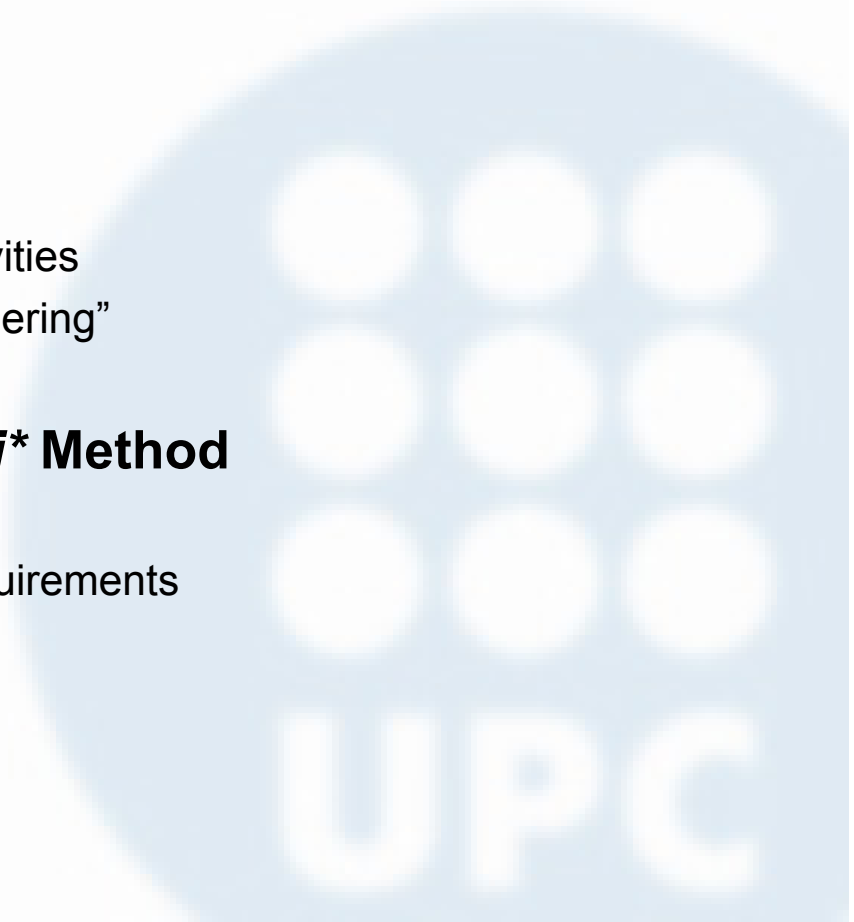 vities
ering”
i* Method
uirements
UPC